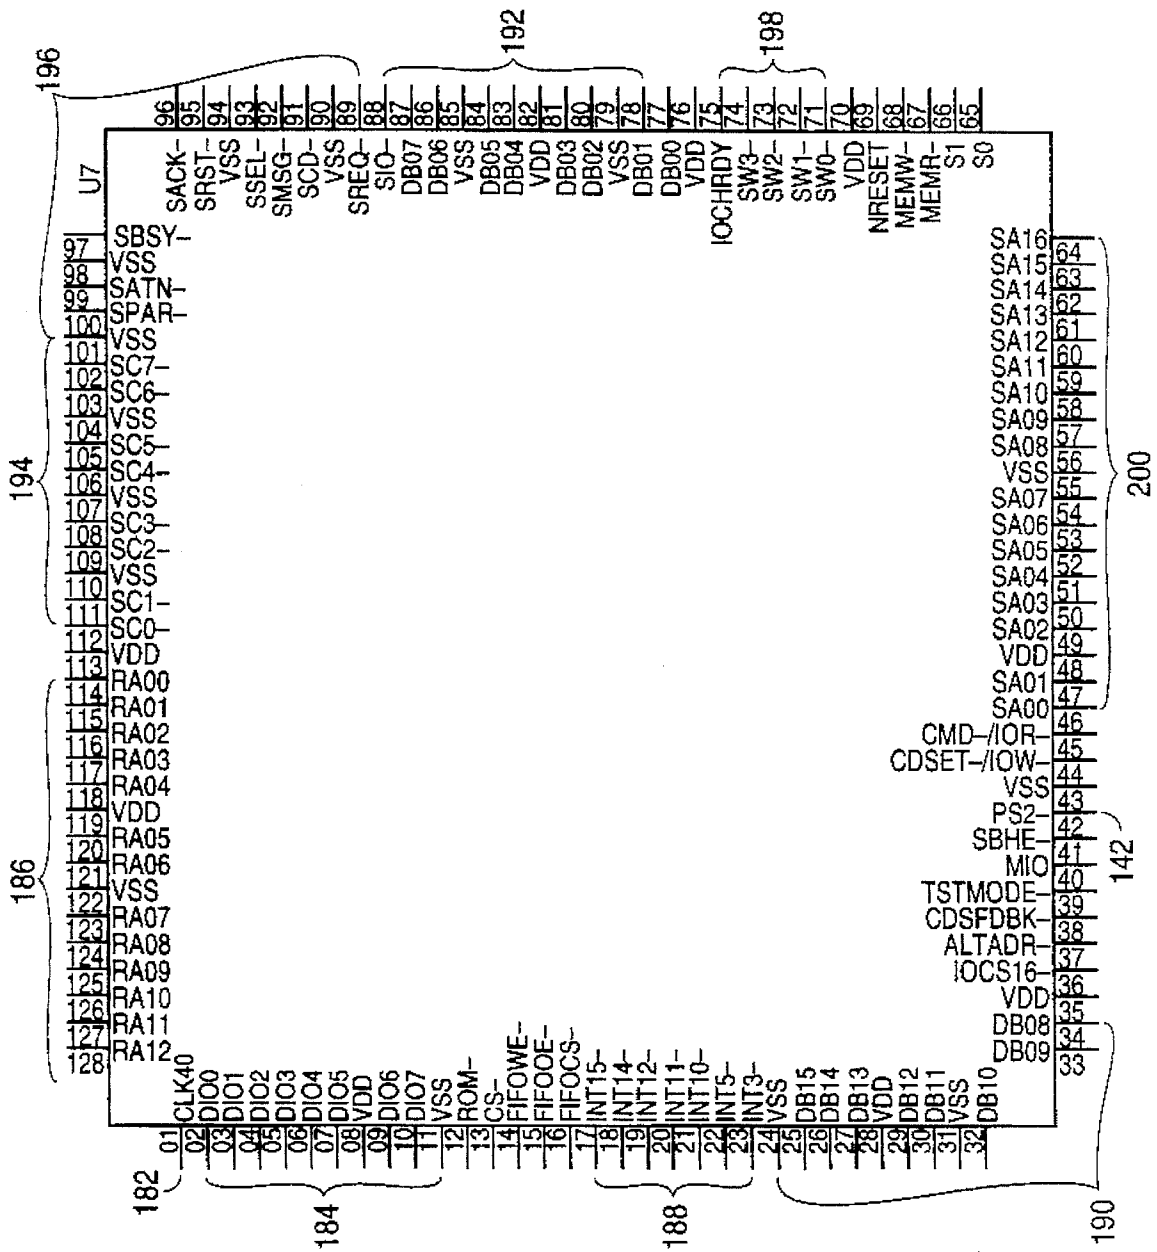 U7
196
192
198
96 SACK-
95 SRST-
94 VSS
93 SSEL-
92 SMSG-
91 SCD-
90 VSS
89 SREQ-
88 SIO-
87 DB07
86 DB06
85 VSS
84 DB05
83 DB04
82 VDD
81 DB03
80 DB02
79 VSS
78 DB01
77 DB00
76 VDD
75 IOCHRDY
74 SW3-
73 SW2-
72 SW1-
71 SW0-
70 VDD
69 NRESET
68 MEMW-
67 MEMR-
66 S1
65 S0
97 SBSY-
98 VSS
99 SATN-
100 SPAR-
101 VSS
102 SC7-
103 SC6-
104 VSS
105 SC5-
106 SC4-
107 VSS
108 SC3-
109 SC2-
110 VSS
111 SC1-
112 SC0-
113 VDD
114 RA00
115 RA01
116 RA02
117 RA03
118 RA04
119 VDD
120 RA05
121 RA06
122 VSS
123 RA07
124 RA08
125 RA09
126 RA10
127 RA11
128 RA12
194
186
SA16 64
SA15 63
SA14 62
SA13 61
SA12 60
SA11 59
SA10 58
SA09 57
SA08 56
VSS 55
SA07 54
SA06 53
SA05 52
SA04 51
SA03 50
SA02 49
VDD 48
SA01 47
SA00 46
CMD-/IOR- 45
CDSET-/IOW- 44
VSS 43
PS2- 42
SBHE- 41
MIO 40
TSTMODE- 39
CDSFDBK- 38
ALTADR- 37
IOCS16- 36
VDD 35
DB08 34
DB09 33
200
142
01 CLK40
02 DIO0
03 DIO1
04 DIO2
05 DIO3
06 DIO4
07 DIO5
08 VDD
09 DIO6
10 DIO7
11 VSS
12 ROM-
13 CS-
14 FIFOWE-
15 FIFOOE-
16 FIFOCS-
17 INT15-
18 INT14-
19 INT12-
20 INT11-
21 INT10-
22 INT5-
23 INT3-
24 VSS
25 DB15
26 DB14
27 DB13
28 VDD
29 DB12
30 DB11
31 VSS
32 DB10
182
184
188
190